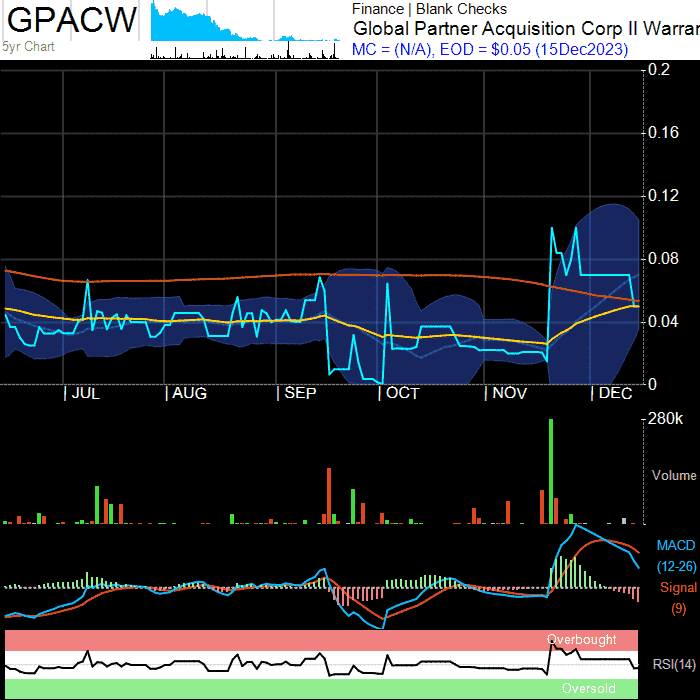 GPACW
5yr Chart
Finance | Blank Checks
Global Partner Acquisition Corp II Warran
MC = (N/A), EOD = $0.05 (15Dec2023)
0.2
0.16
0.12
0.08
0.04
0
JUL AUG SEP OCT NOV DEC
280k
Volume
MACD
(12-26)
Signal
(9)
Overbought
RSI(14)
Oversold